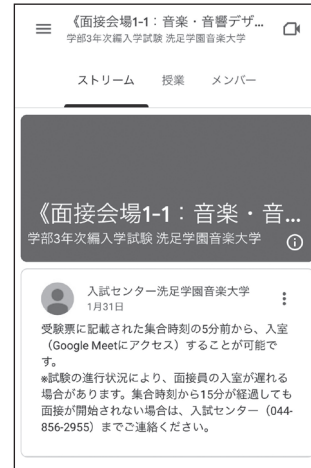 《面接会場1-1：音楽・音響デザ...
学部3年次編入学試験 洗足学園音楽大学
ストリーム 授業 メンバー
《面接会場1-1：音楽・音...
学部3年次編入学試験 洗足学園音楽大学
入試センター洗足学園音楽大学
1月31日
受験票に記載された集合時刻の5分前から、入室
（Google Meetにアクセス）することが可能で
す。
※試験の進行状況により、面接員の入室が遅れる
場合があります。集合時刻から15分が経過しても
面接が開始されない場合は、入試センター（044-
856-2955）までご連絡ください。